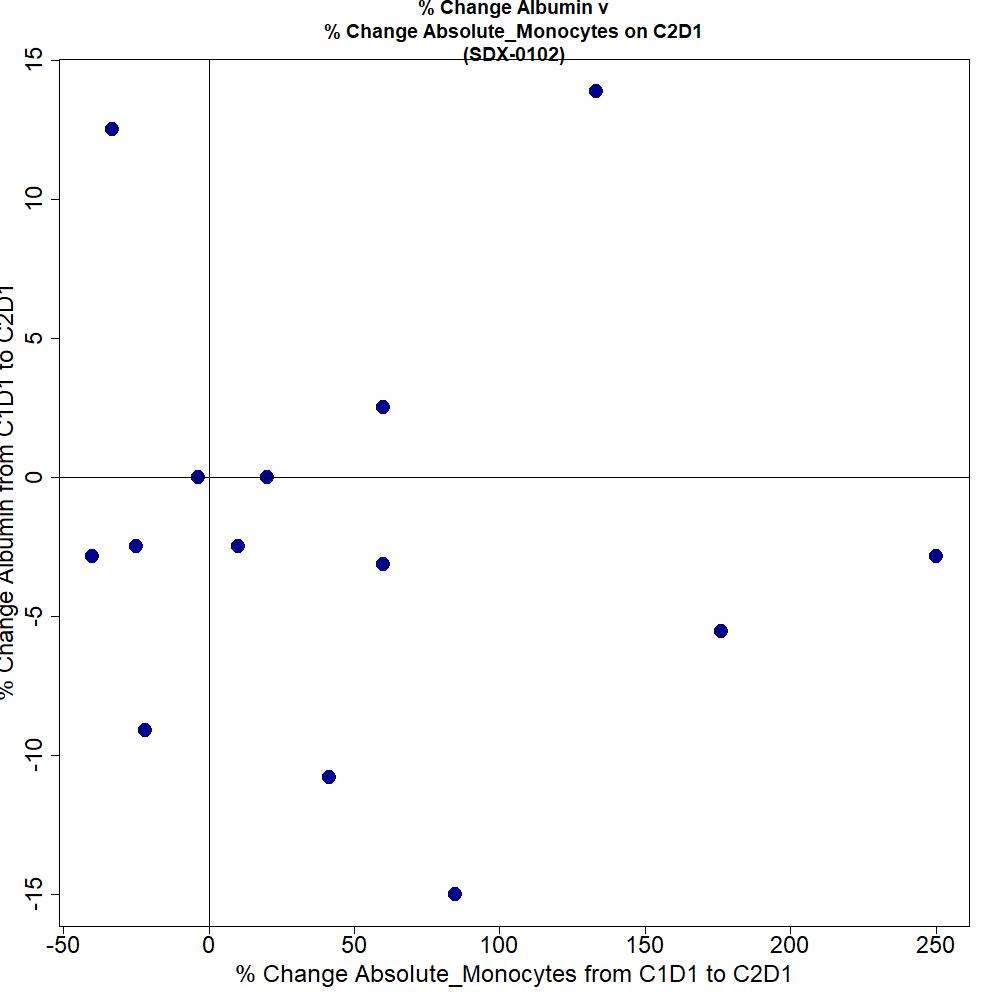 % Change Albumin v
% Change Absolute_Monocytes on C2D1
(SDX-0102)
% Change Albumin from C1D1 to C2D1
15
10
5
0
-5
-10
-15
-50 0 50 100 150 200 250
% Change Absolute_Monocytes from C1D1 to C2D1